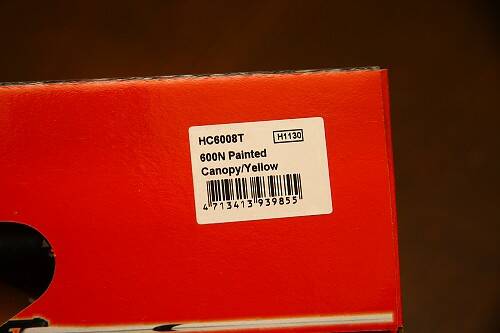 HC6008T H1130
600N Painted
Canopy/Yellow
4 713413 939855